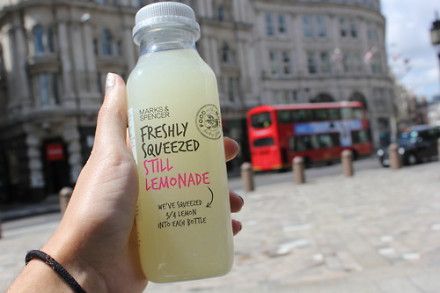 MARKS &
SPENCER
FRESHLY
SQUEEZED
STILL
LEMONADE
WE'VE SQUEEZED
3/4 LEMON
INTO EACH BOTTLE